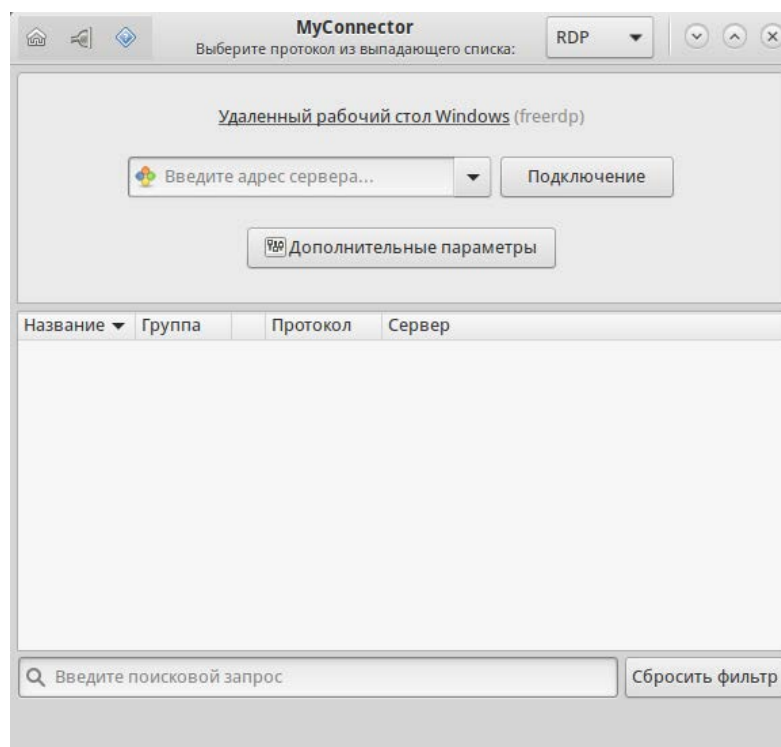 MyConnector
Выберите протокол из выпадающего списка:
RDP
Удаленный рабочий стол Windows (freerdp)
Введите адрес сервера...
Подключение
Дополнительные параметры
Название Группа Протокол Сервер
Введите поисковой запрос
Сбросить фильтр